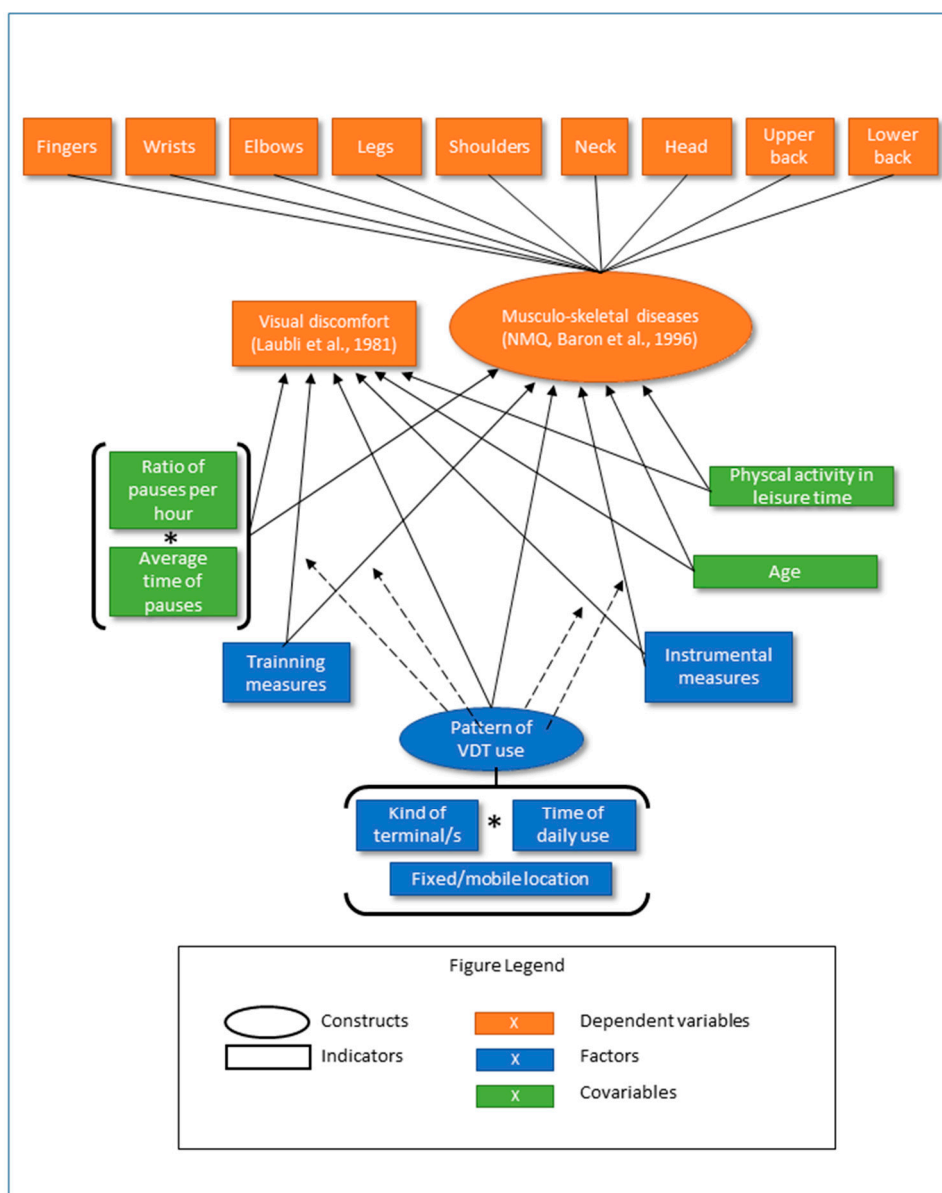 Fingers
Wrists
Elbows
Legs
Shoulders
Neck
Head
Upper
back
Lower
back
Visual discomfort
(Laubli et al., 1981)
Musculo-skeletal diseases
(NMQ, Baron et al., 1996)
Ratio of
pauses per
hour
*
Average
time of
pauses
Physcal activity in
leisure time
Age
Trainning
measures
Instrumental
measures
Pattern of
VDT use
Kind of
terminal/s
*
Time of
daily use
Fixed/mobile location
Figure Legend
Constructs
Indicators
X
Dependent variables
X
Factors
X
Covariables